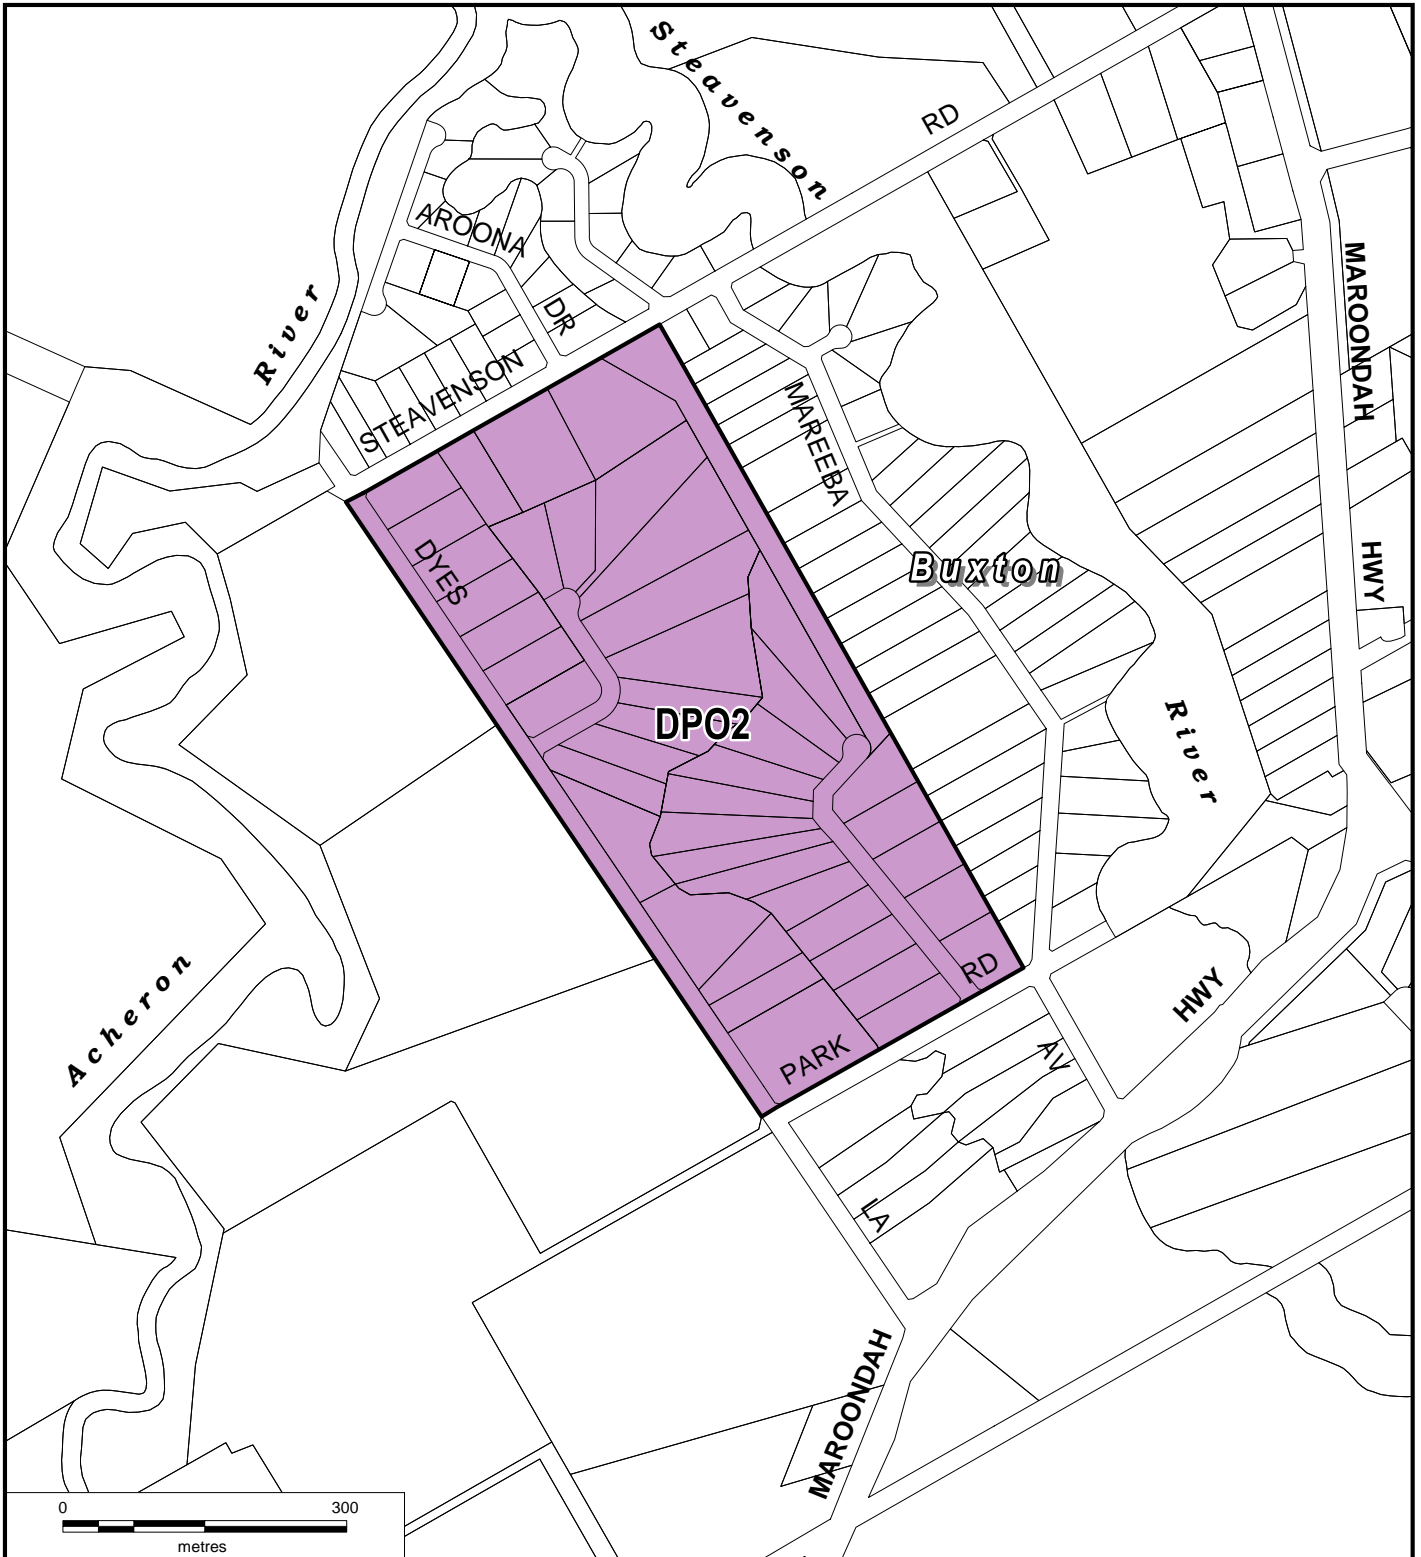 Steavenson
RD
AROONA
DR
River
STEAVENSON
MAROONDAH
MAREEBA
HWY
DYES
Buxton
DPO2
River
Acheron
RD
HWY
PARK
AV
LA
MAROONDAH
0 300
metres